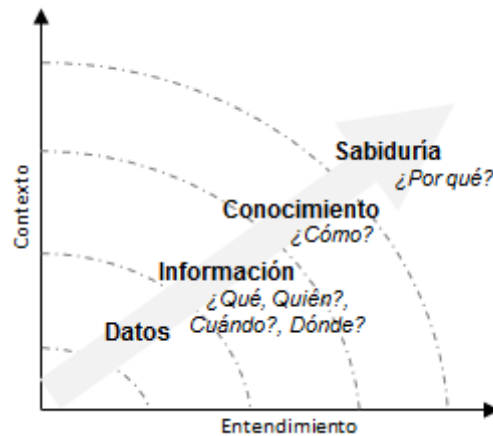 Sabiduría
¿Por qué?
Conocimiento
¿Cómo?
Contexto
Información
¿Qué, Quién?,
Cuándo?, Dónde?
Datos
Entendimiento